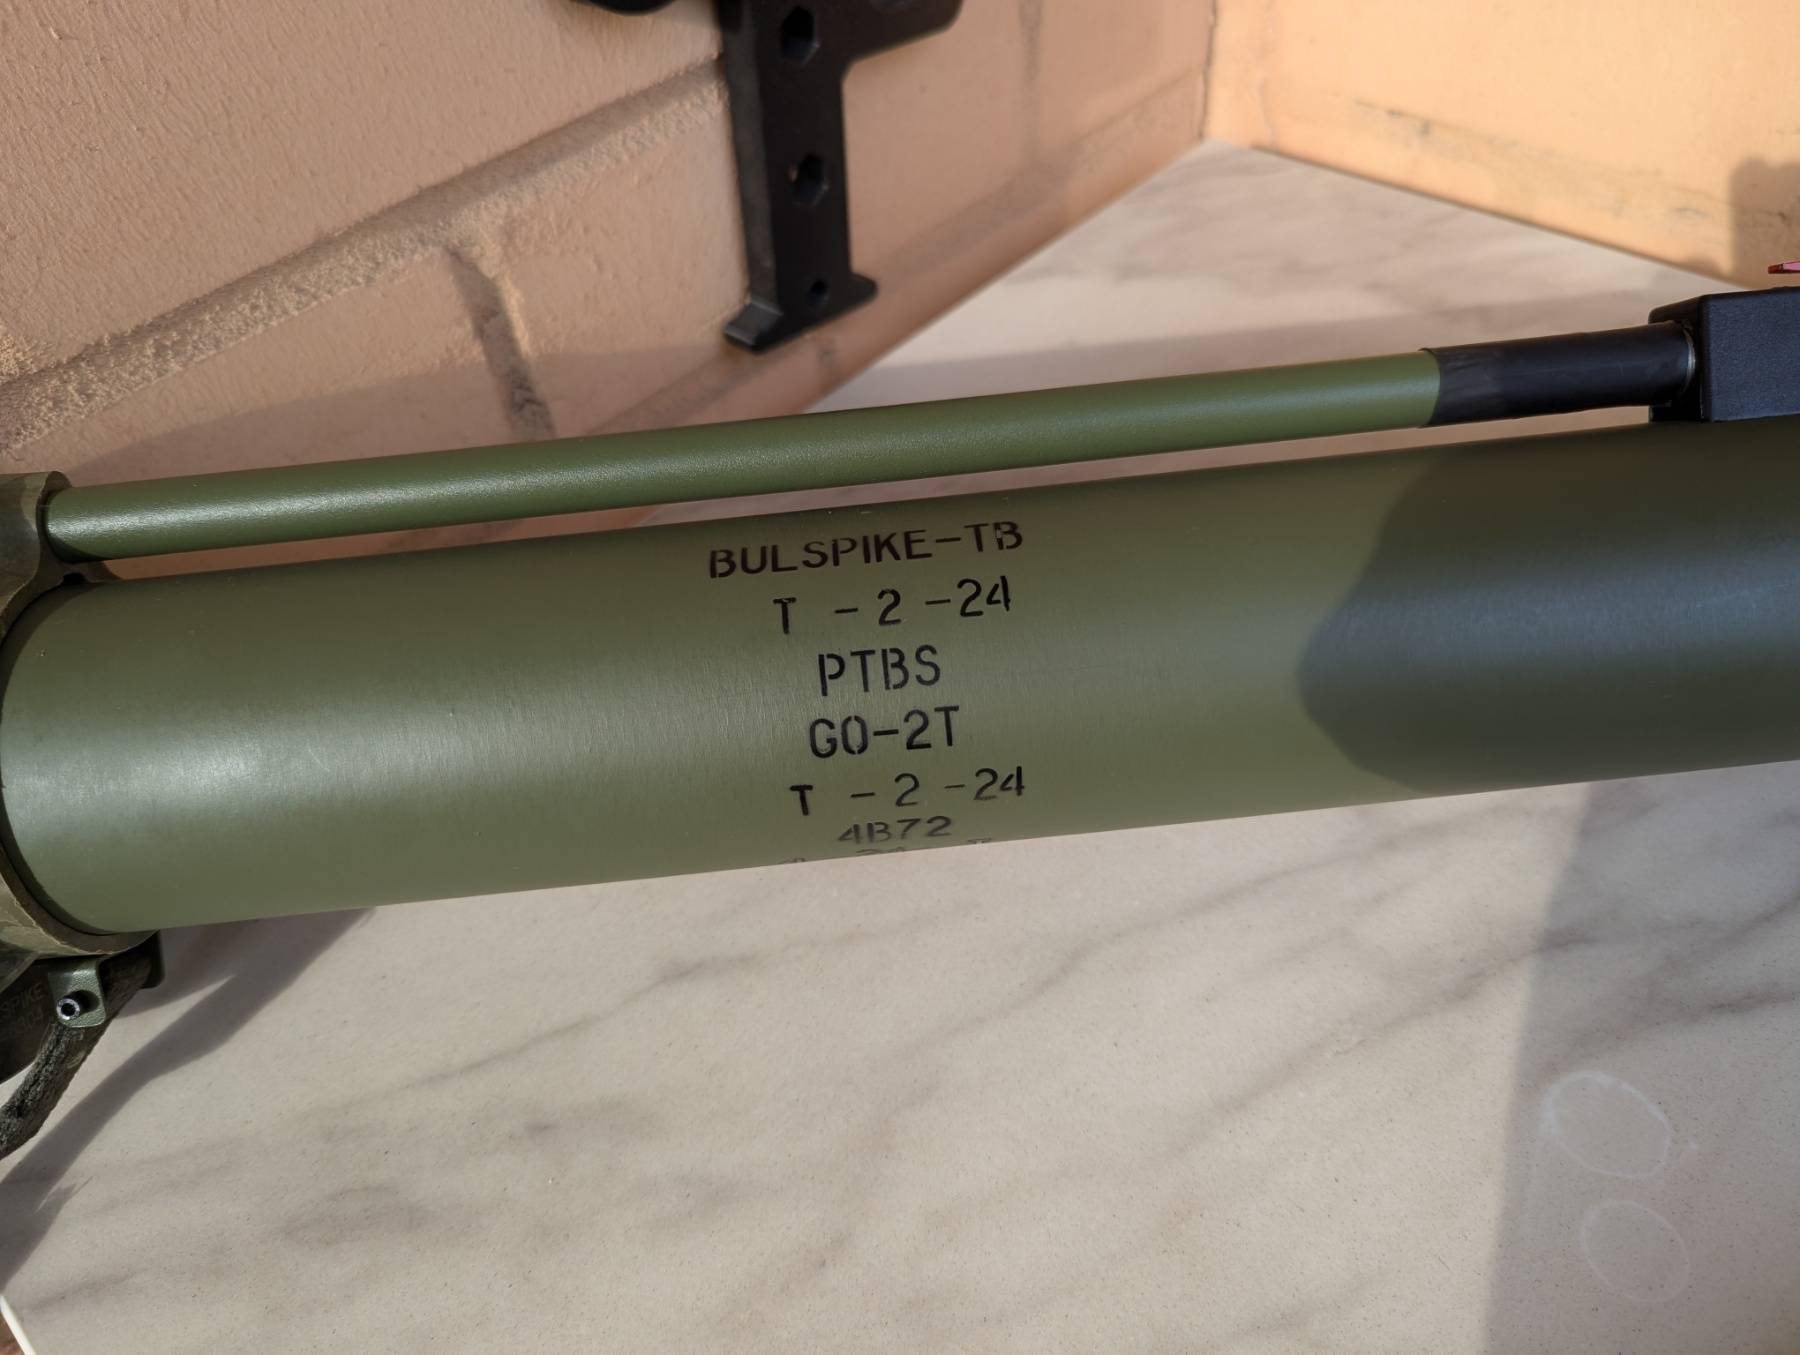 BULSPIKE-TB
T - 2 - 24
PTBS
GO-2T
T - 2 - 24
4B72